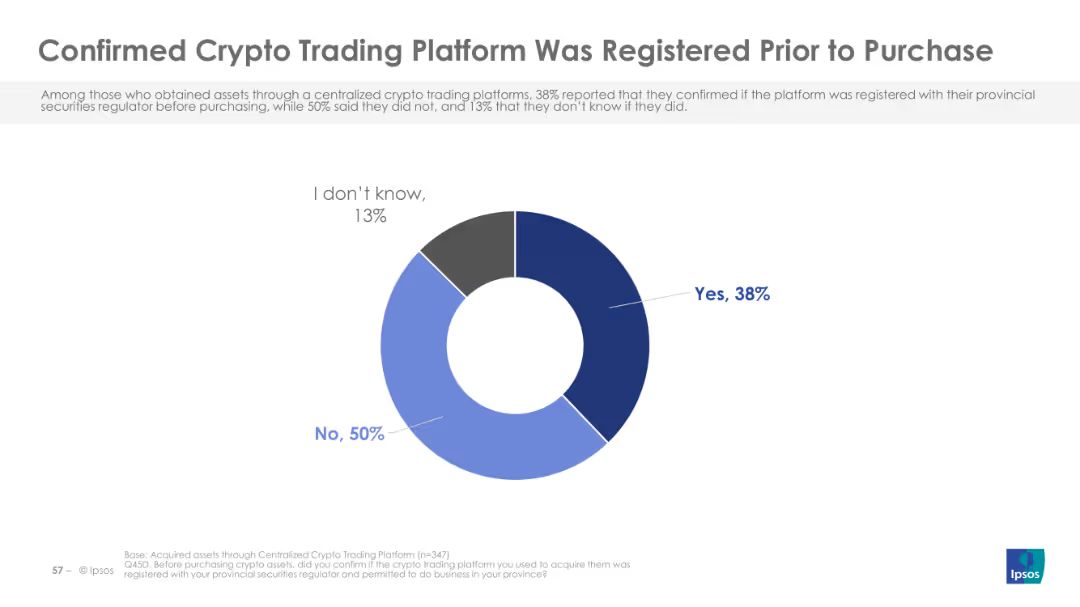 Confirmed Crypto Trading Platform Was Registered Prior to Purchase
Among those who obtained assets through a centralized crypto trading platforms, 38% reported that they confirmed if the platform was registered with their provincial
securities regulator before purchasing, while 50% said they did not, and 13% that they don't know if they did.
I don't know,
13%
Yes, 38%
No, 50%
Base: Acquired assets through Centralized Crypto Trading Platform (n=347)
Q45D. Before purchasing crypto assets, did you confirm if the crypto trading platform you used to acquire them was
registered with your provincial securities regulator and permitted to do business in your province?
57 – © Ipsos
Ipsos